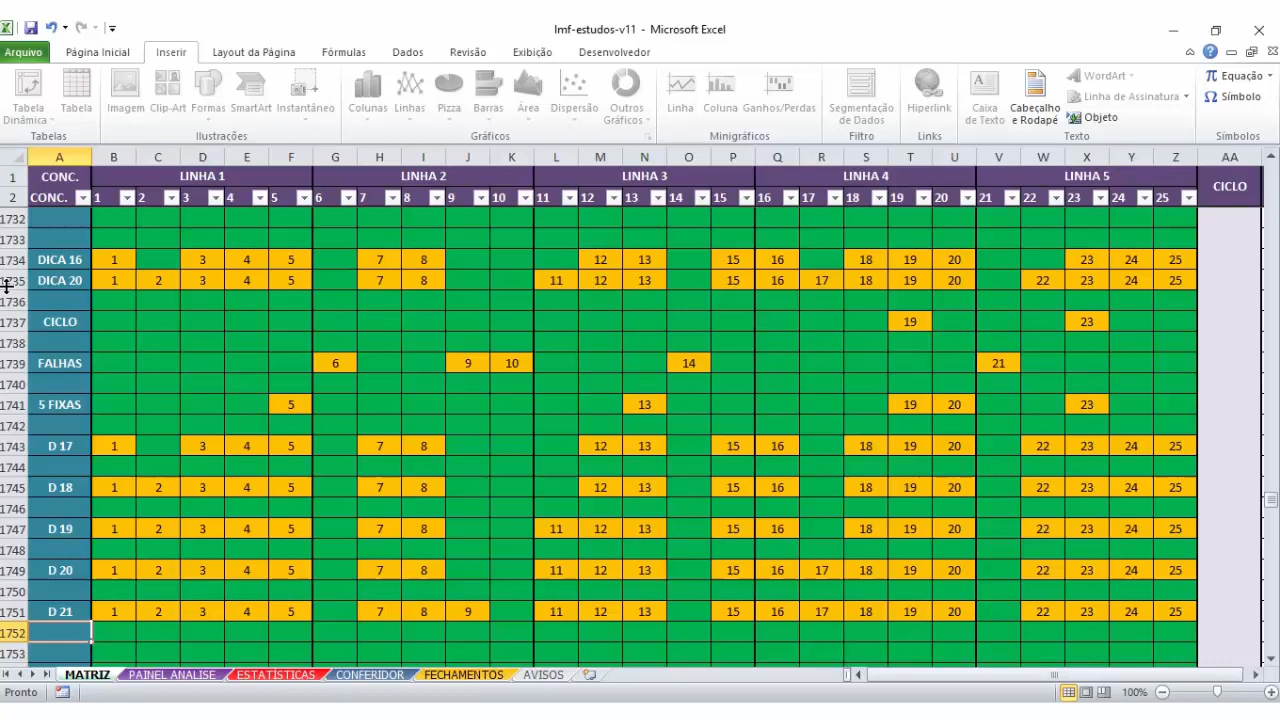 lmf-estudos-v11 - Microsoft Excel
Arquivo Página Inicial Inserir Layout da Página Fórmulas Dados Revisão Exibição Desenvolvedor
Tabela Dinâmica Tabela Imagem Clip-Art Formas SmartArt Instantâneo Colunas Linhas Pizza Barras Área Dispersão Outros Gráficos Linha Coluna Ganhos/Perdas Segmentação de Dados Hiperlink Caixa de Texto Cabeçalho e Rodapé WordArt Linha de Assinatura Objeto Equação Símbolo
Tabelas Ilustrações Gráficos Minigráficos Filtro Links Texto Símbolos
A B C D E F G H I J K L M N O P Q R S T U V W X Y Z AA
1 CONC. LINHA 1 LINHA 2 LINHA 3 LINHA 4 LINHA 5 CICLO
2 CONC. 1 2 3 4 5 6 7 8 9 10 11 12 13 14 15 16 17 18 19 20 21 22 23 24 25
1732
1733
1734 DICA 16 1 3 4 5 7 8 12 13 15 16 18 19 20 23 24 25
1735 DICA 20 1 2 3 4 5 7 8 11 12 13 15 16 17 18 19 20 22 23 24 25
1736
1737 CICLO 19 23
1738
1739 FALHAS 6 9 10 14 21
1740
1741 5 FIXAS 5 13 19 20 23
1742
1743 D 17 1 3 4 5 7 8 12 13 15 16 18 19 20 22 23 24 25
1744
1745 D 18 1 2 3 4 5 7 8 12 13 15 16 18 19 20 22 23 24 25
1746
1747 D 19 1 2 3 4 5 7 8 11 12 13 15 16 18 19 20 22 23 24 25
1748
1749 D 20 1 2 3 4 5 7 8 11 12 13 15 16 17 18 19 20 22 23 24 25
1750
1751 D 21 1 2 3 4 5 7 8 9 11 12 13 15 16 17 18 19 20 22 23 24 25
1752
1753
MATRIZ PAINEL ANALISE ESTATÍSTICAS CONFERIDOR FECHAMENTOS AVISOS
Pronto 100%